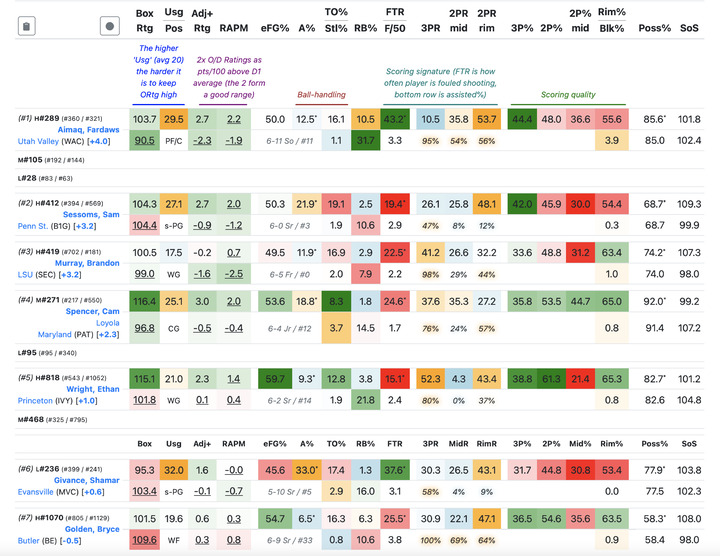 Box Usg Adj+ TO% FTR 2PR 2PR 2P% Rim%
Rtg Pos Rtg RAPM eFG% A% Stl% RB% F/50 3PR mid rim 3P% 2P% mid Blk% Poss% SoS
The higher 'Usg' (avg 20) the harder it is to keep ORtg high
2x O/D Ratings as pts/100 above D1 average (the 2 form a good range)
Ball-handling
Scoring signature (FTR is how often player is fouled shooting, bottom row is assisted%)
Scoring quality
(#1) H#289 (#360 / #321) 103.7 29.5 2.7 2.2 50.0 12.5* 16.1 10.5 43.2* 10.5 35.8 53.7 44.4 48.0 36.6 55.6 85.6* 101.8
Aimaq, Fardaws
Utah Valley (WAC) [+4.0] 90.5 PF/C -2.3 -1.9 6-11 So / #11 1.1 31.7 3.3 95% 54% 56% 3.9 85.0 102.4
M#105 (#192 / #144)
L#28 (#83 / #63)
(#2) H#412 (#394 / #569) 104.3 27.1 2.7 2.0 50.3 21.9* 19.1 2.5 19.4* 26.1 25.8 48.1 42.0 45.9 30.0 54.4 68.7* 109.3
Sessoms, Sam
Penn St. (B1G) [+3.2] 104.4 s-PG -0.9 -1.2 6-0 Sr / #3 1.9 10.6 2.9 47% 8% 12% 0.3 68.7 99.9
(#3) H#419 (#702 / #181) 100.5 17.5 -0.2 0.7 49.5 11.9* 16.9 2.9 22.5* 41.2 26.6 32.2 33.6 48.8 31.2 63.4 74.2* 107.3
Murray, Brandon
LSU (SEC) [+3.2] 99.0 WG -1.6 -2.5 6-5 Fr / #0 2.0 7.9 2.2 98% 29% 44% 1.0 74.0 98.0
(#4) M#271 (#217 / #550) 116.4 25.1 3.0 2.0 53.6 18.8* 8.3 1.8 24.6* 37.6 35.3 27.2 35.8 53.5 44.7 65.0 92.0* 99.2
Spencer, Cam
Loyola
Maryland (PAT) [+2.3] 96.8 CG -0.5 -0.4 6-4 Jr / #12 3.7 14.5 1.7 76% 24% 57% 0.8 91.4 107.2
L#95 (#95 / #340)
(#5) H#818 (#543 / #1052) 115.1 21.0 2.3 1.4 59.7 9.3* 12.8 3.8 15.1* 52.3 4.3 43.4 38.8 61.3 21.4 65.3 82.7* 101.2
Wright, Ethan
Princeton (IVY) [+1.0] 101.8 WG 0.1 0.4 6-2 Sr / #14 1.9 21.8 2.4 80% 0% 37% 0.8 82.6 104.8
M#468 (#325 / #795)
Box Usg Adj+ RAPM eFG% A% TO% RB% FTR 3PR MidR RimR 3P% 2P% Mid% Rim% Poss% SoS
(#6) L#236 (#399 / #241) 95.3 32.0 1.6 -0.0 45.6 33.0* 17.4 1.3 37.6* 30.3 26.5 43.1 31.7 44.8 30.8 53.4 77.9* 103.8
Givance, Shamar
Evansville (MVC) [+0.6] 103.4 s-PG -0.1 -0.7 5-10 Sr / #5 2.9 16.0 3.1 58% 4% 9% 0.0 77.5 102.3
(#7) H#1070 (#805 / #1129) 101.5 19.6 0.6 0.3 54.7 6.5* 16.3 6.3 25.5* 30.9 22.1 47.1 36.5 54.6 35.6 63.5 58.3* 108.0
Golden, Bryce
Butler (BE) [-0.5] 109.6 WF 0.3 0.8 6-9 Sr / #33 0.8 10.6 3.8 100% 69% 64% 0.9 58.4 98.0